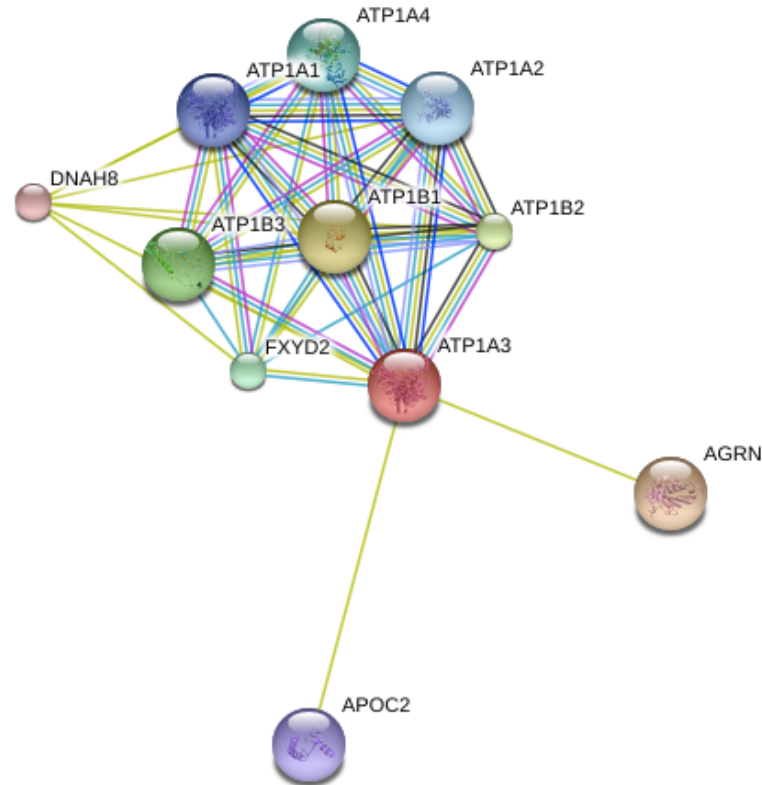 ATP1A4
ATP1A1
ATP1A2
DNAH8
ATP1B1
ATP1B2
ATP1B3
FXYD2
ATP1A3
AGRN
APOC2